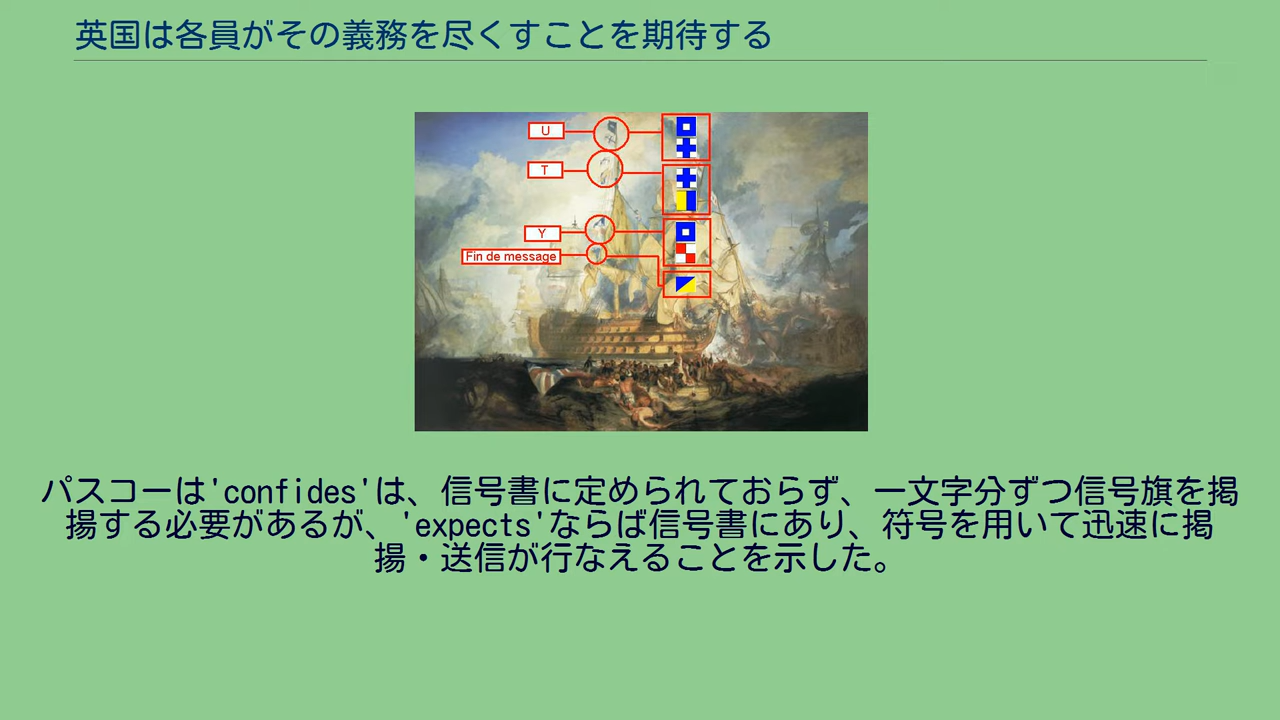 英国は各員がその義務を尽くすことを期待する
U
T
Y
Fin de message
パスコーは'confides'は、信号書に定められておらず、一文字分ずつ信号旗を掲
揚する必要があるが、'expects'ならば信号書にあり、符号を用いて迅速に掲
揚・送信が行なえることを示した。